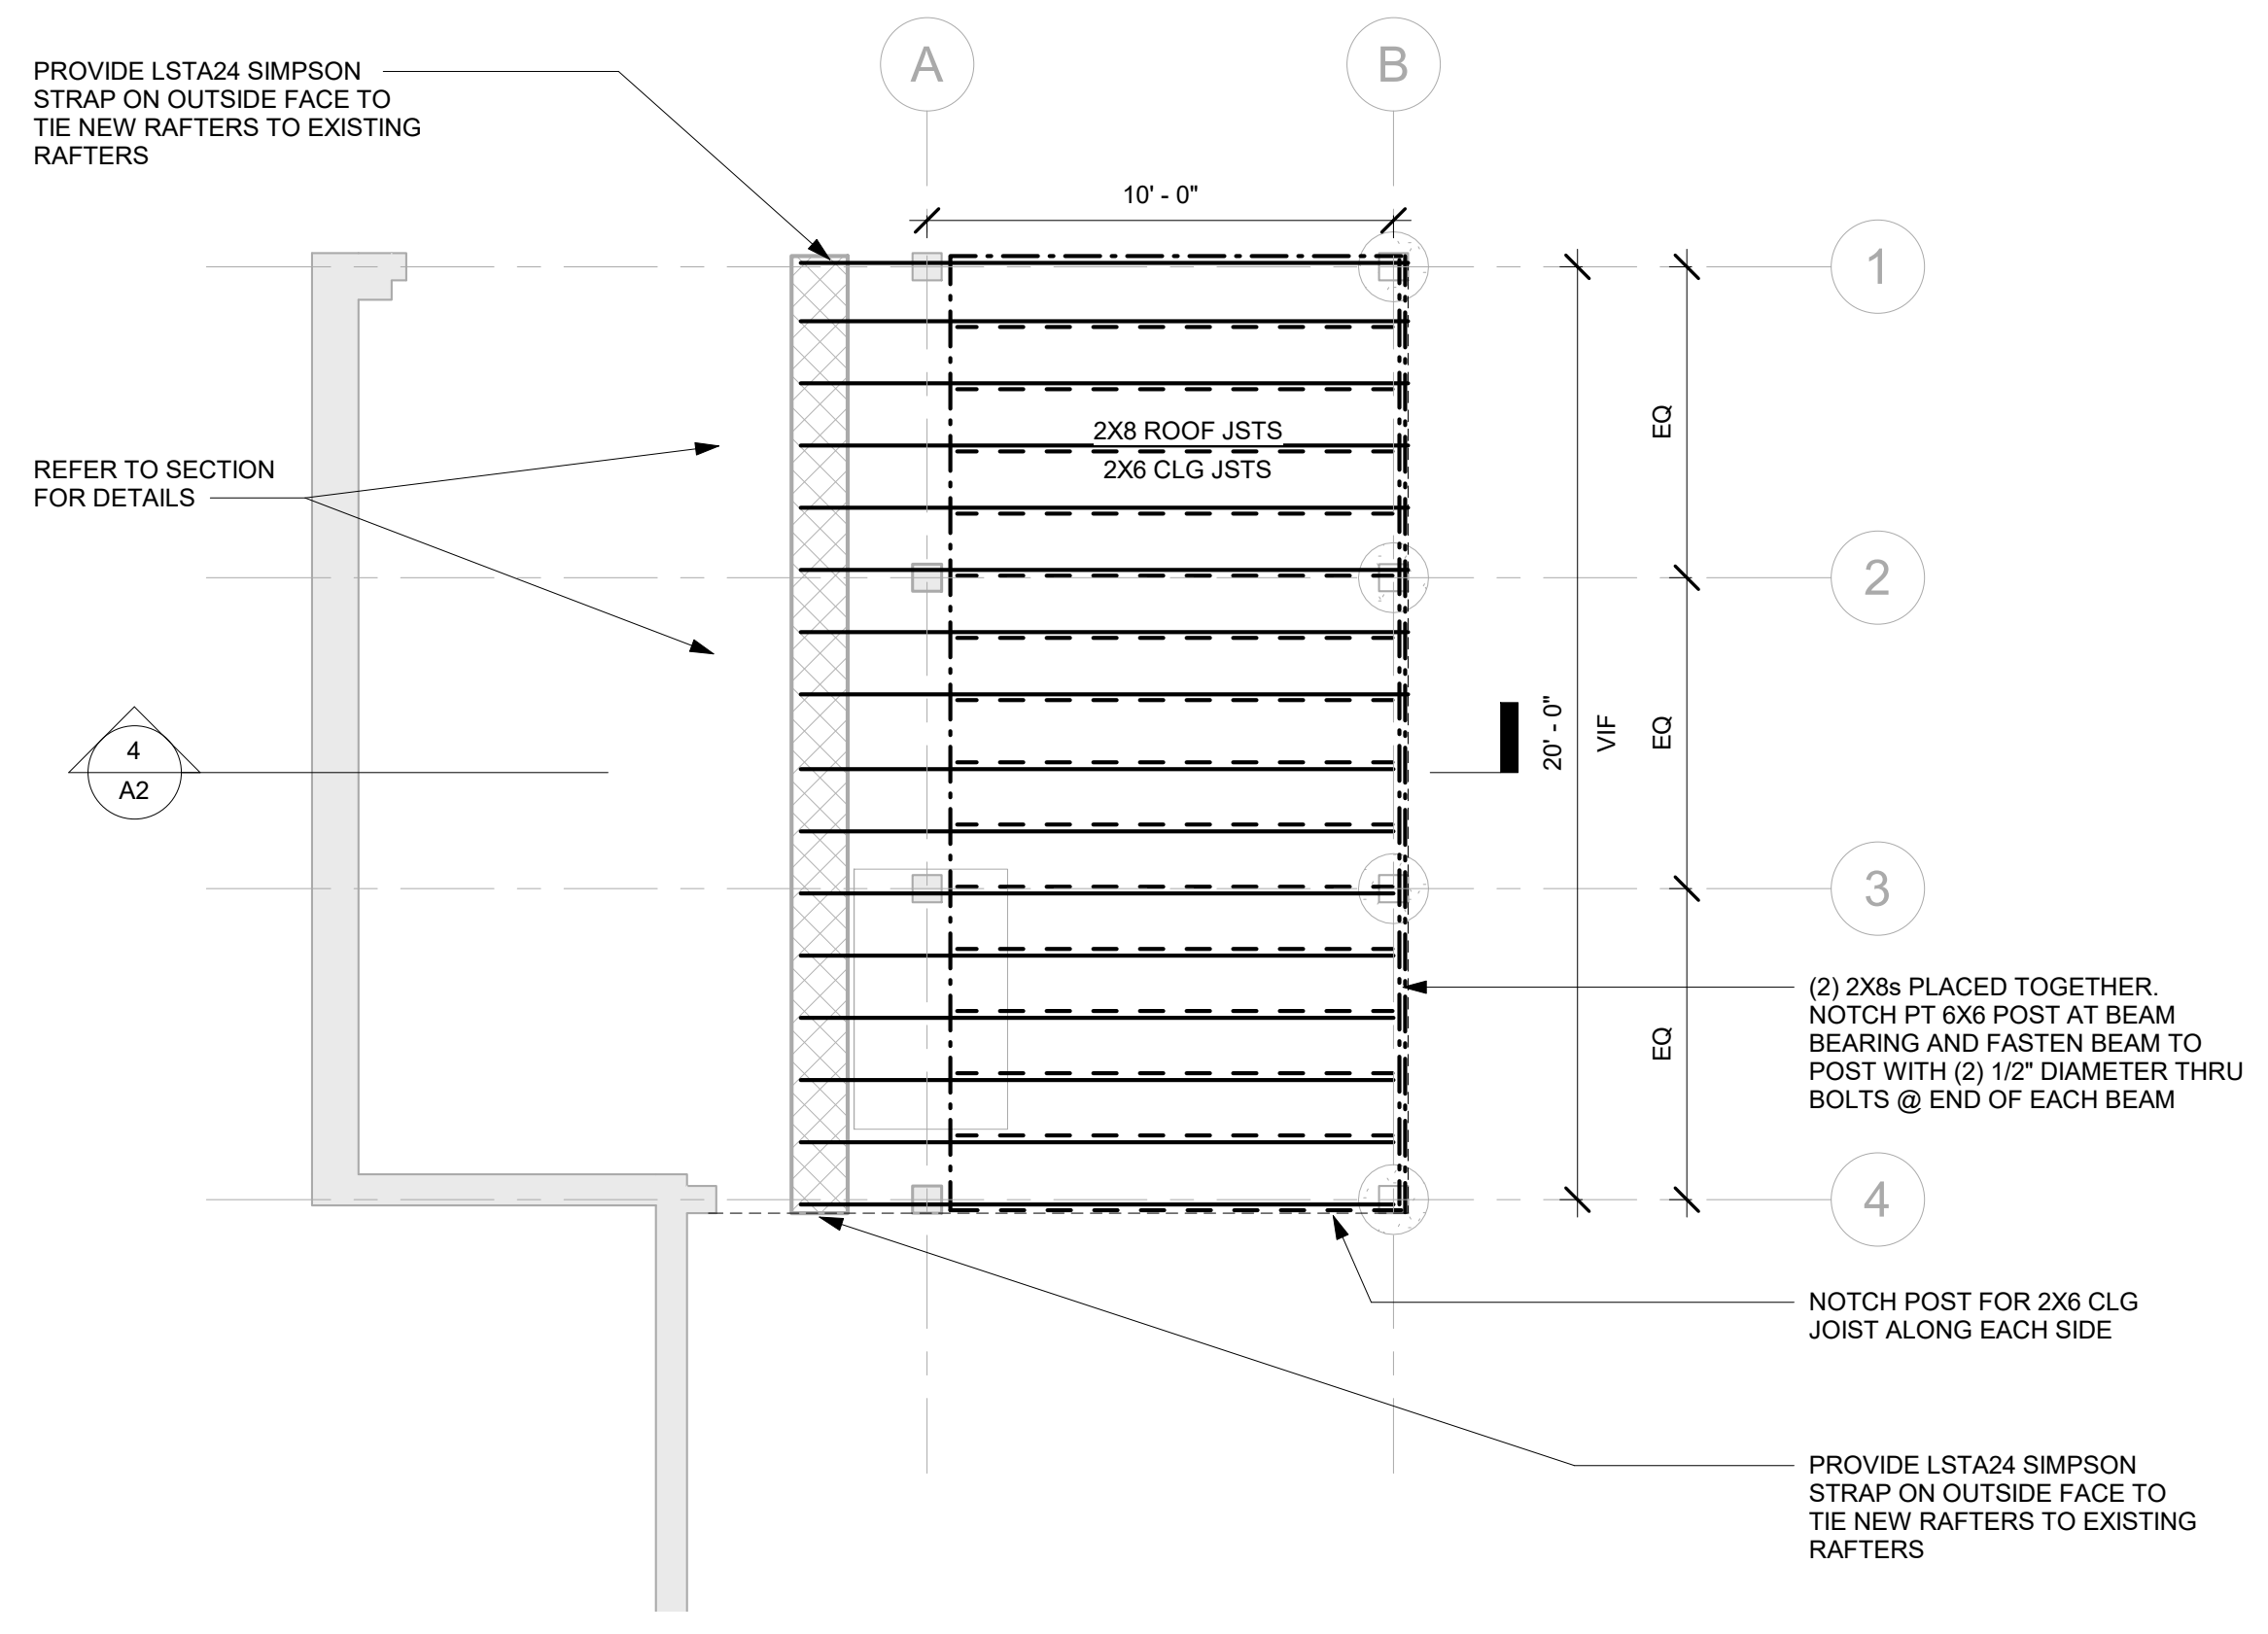 A
B
PROVIDE LSTA24 SIMPSON
STRAP ON OUTSIDE FACE TO
TIE NEW RAFTERS TO EXISTING
RAFTERS
10' - 0"
1
EQ
2X8 ROOF JSTS
2X6 CLG JSTS
REFER TO SECTION
FOR DETAILS
2
4
A2
20' - 0"
VIF
EQ
3
(2) 2X8s PLACED TOGETHER.
NOTCH PT 6X6 POST AT BEAM
BEARING AND FASTEN BEAM TO
POST WITH (2) 1/2" DIAMETER THRU
BOLTS @ END OF EACH BEAM
EQ
4
NOTCH POST FOR 2X6 CLG
JOIST ALONG EACH SIDE
PROVIDE LSTA24 SIMPSON
STRAP ON OUTSIDE FACE TO
TIE NEW RAFTERS TO EXISTING
RAFTERS